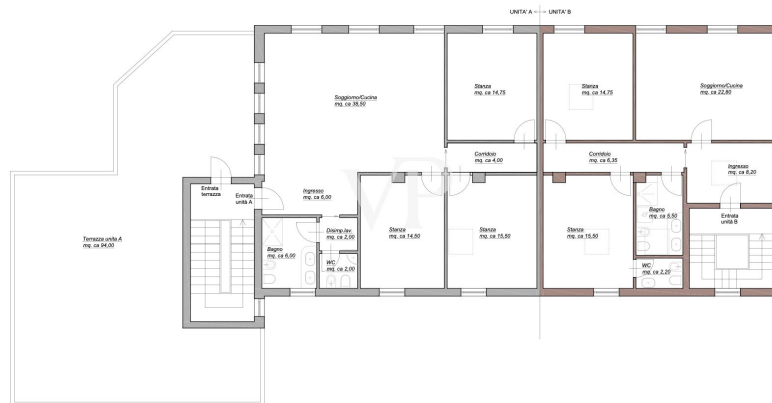 UNITA' A
UNITA' B
Soggiorno/Cucina
mq. ca 38,50
Stanza
mq. ca 14,75
Stanza
mq. ca 14,75
Soggiorno/Cucina
mq. ca 22,60
Corridoio
mq. ca 4,00
Corridoio
mq. ca 6,35
Ingresso
mq. ca 8,20
Entrata
terrazza
Entrata
unità A
Ingresso
mq. ca 6,00
VP
Terrazza unità A
mq. ca 94,00
Bagno
mq. ca 6,00
Disimp.lav.
mq. ca 2,00
WC
mq. ca 2,00
Stanza
mq. ca 14,50
Stanza
mq. ca 15,50
Stanza
mq. ca 15,50
Bagno
mq. ca 5,50
WC
mq. ca 2,20
Entrata
unità B